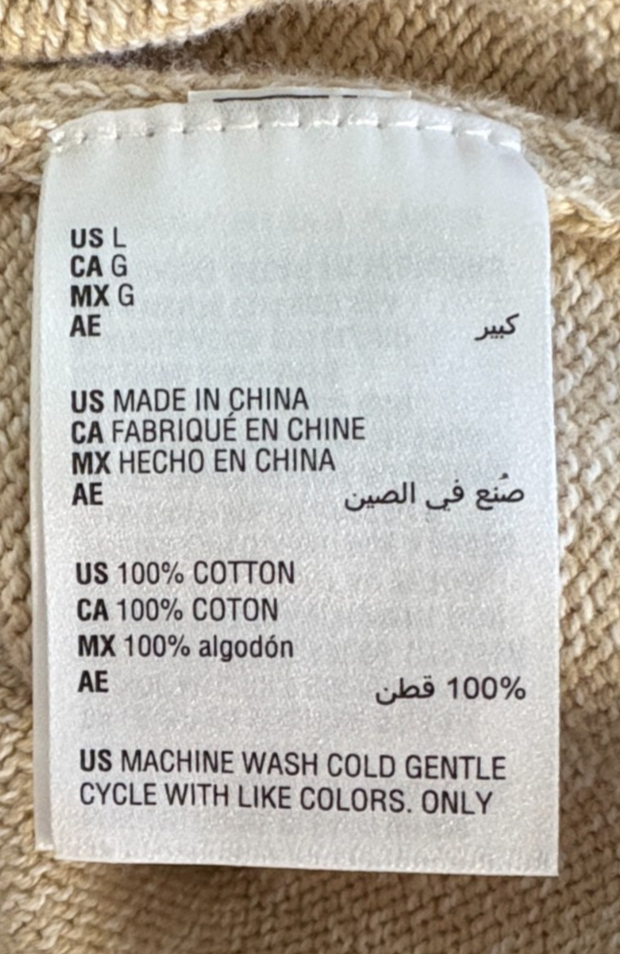 US L
CA G
MX G
AE كبير
US MADE IN CHINA
CA FABRIQUÉ EN CHINE
MX HECHO EN CHINA
AE صُنع في الصين
US 100% COTTON
CA 100% COTON
MX 100% algodón
AE 100% قطن
US MACHINE WASH COLD GENTLE
CYCLE WITH LIKE COLORS. ONLY